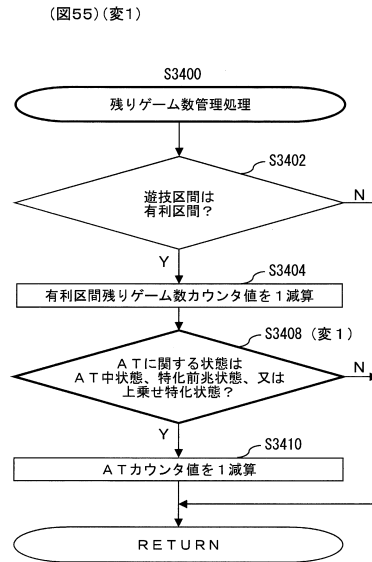 (図55)(変1)
S3400
残りゲーム数管理処理
S3402
遊技区間は
有利区間？
N
Y
S3404
有利区間残りゲーム数カウンタ値を１減算
S3408（変１）
ＡＴに関する状態は
ＡＴ中状態、特化前兆状態、又は
上乗せ特化状態？
N
Y
S3410
ＡＴカウンタ値を１減算
ＲＥＴＵＲＮ